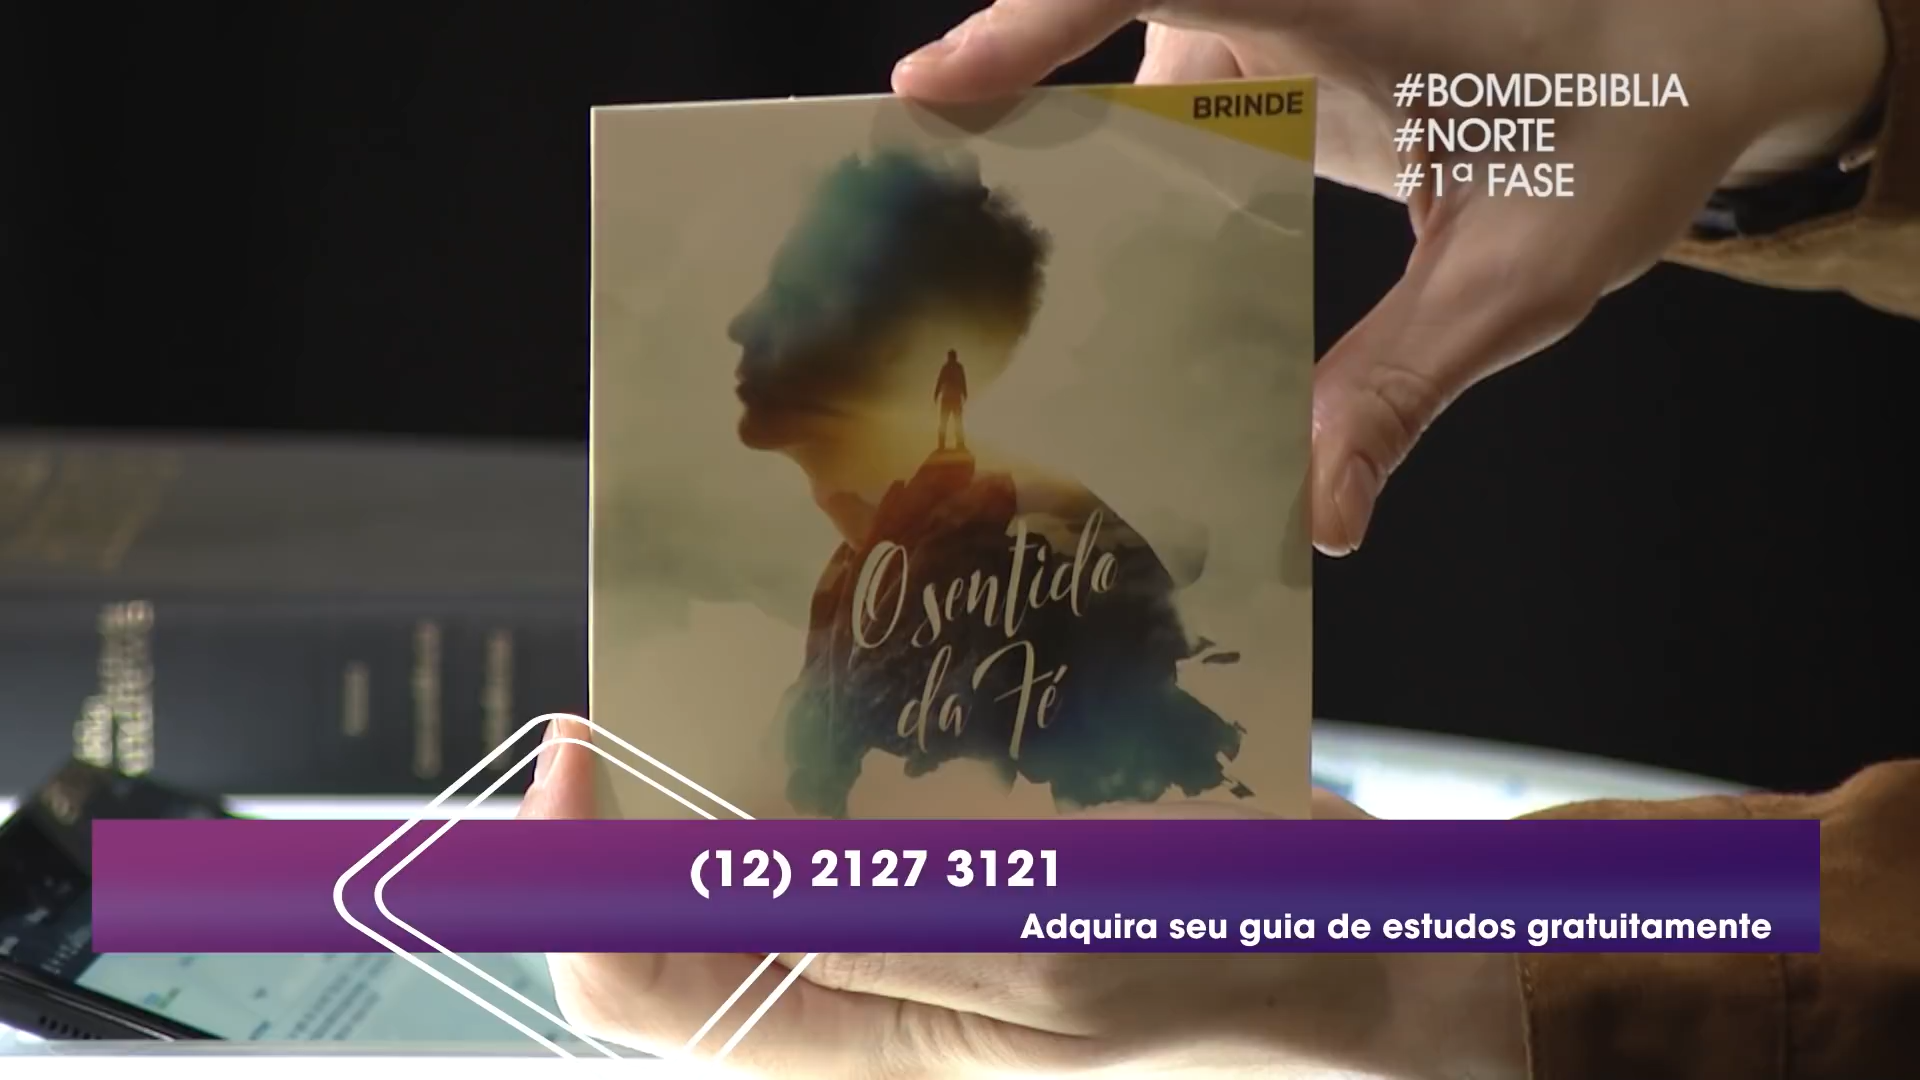 BRINDE
#BOMDEBIBLIA
#NORTE
#1ª FASE
O sentido
da Fé
(12) 2127 3121
Adquira seu guia de estudos gratuitamente